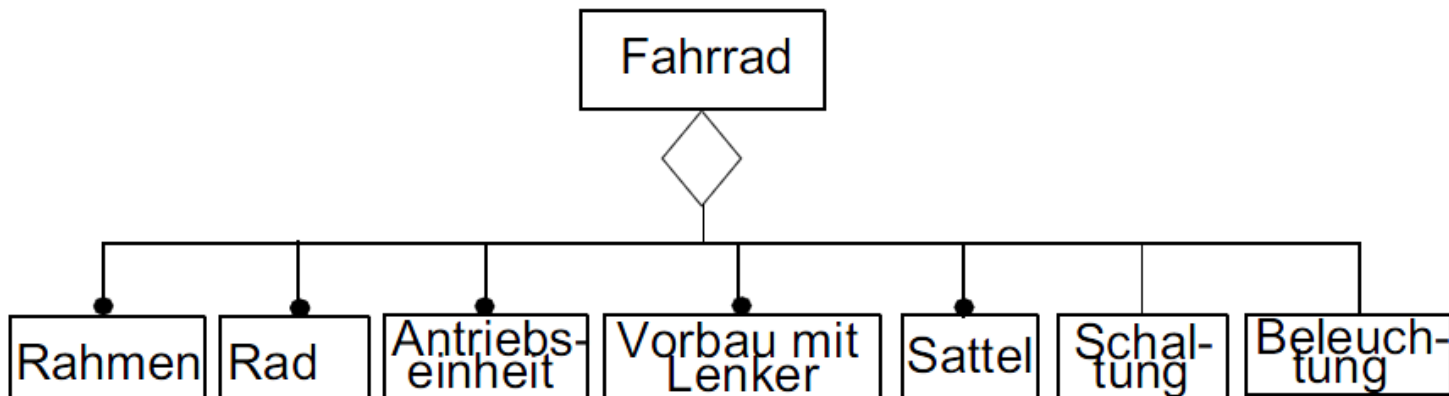 Fahrrad
Rahmen
Rad
Antriebs-
einheit
Vorbau mit
Lenker
Sattel
Schal-
tung
Beleuch-
tung